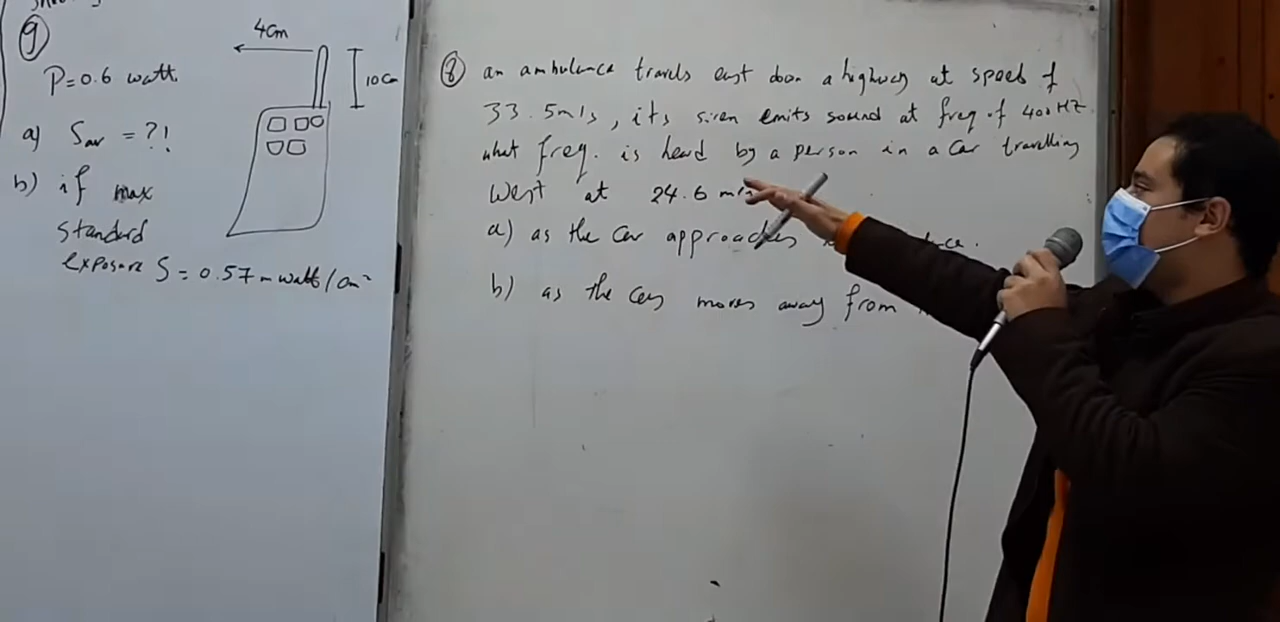 9
4cm
10cm
P=0.6 watt.
a) Sav = ?!
b) if max
standard
exposure S = 0.57 m watt/cm²
8 an ambulance travels east down a highway at speed of
33.5m/s, its siren emits sound at freq of 400 HZ
what freq. is heard by a person in a car travelling
west at 24.6 m/s
a) as the car approaches
b) as the car moves away from